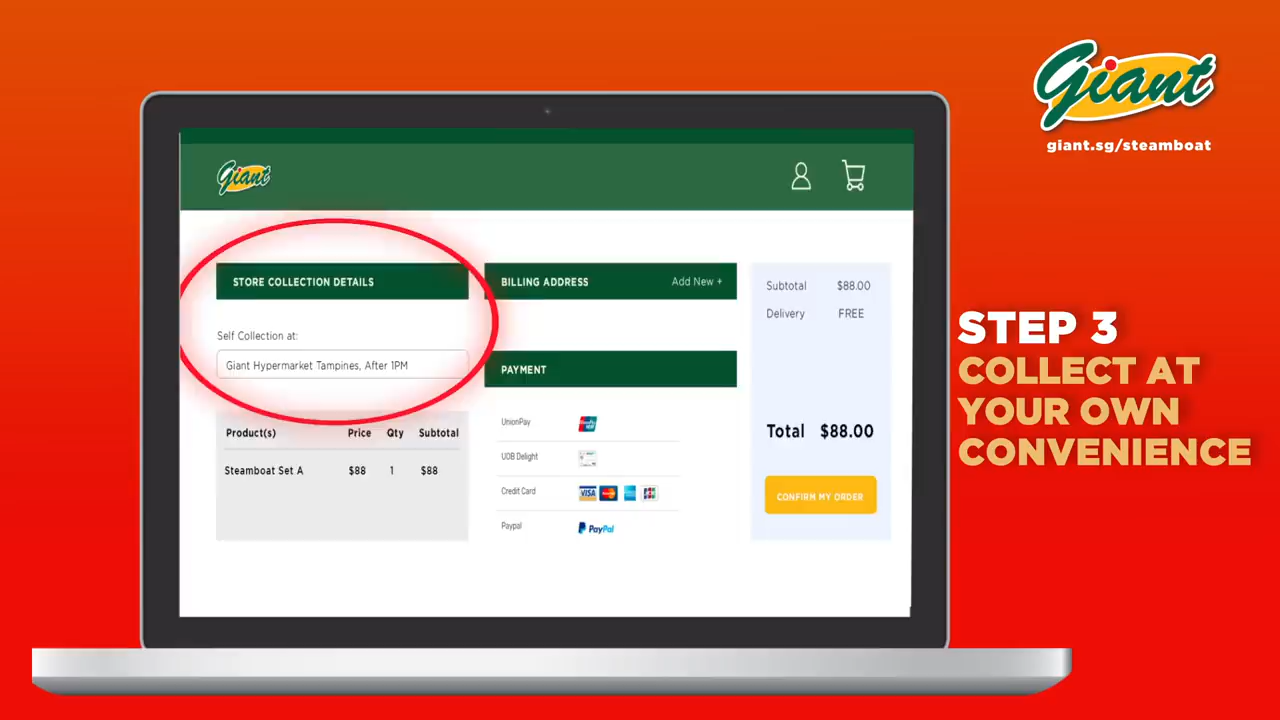 Giant
giant.sg/steamboat
Giant
STORE COLLECTION DETAILS
Self Collection at:
Giant Hypermarket Tampines, After 1PM
Product(s) Price Qty Subtotal
Steamboat Set A $88 1 $88
BILLING ADDRESS Add New +
PAYMENT
UnionPay
UOB Delight
Credit Card VISA
Paypal PayPal
Subtotal $88.00
Delivery FREE
Total $88.00
CONFIRM MY ORDER
STEP 3
COLLECT AT
YOUR OWN
CONVENIENCE